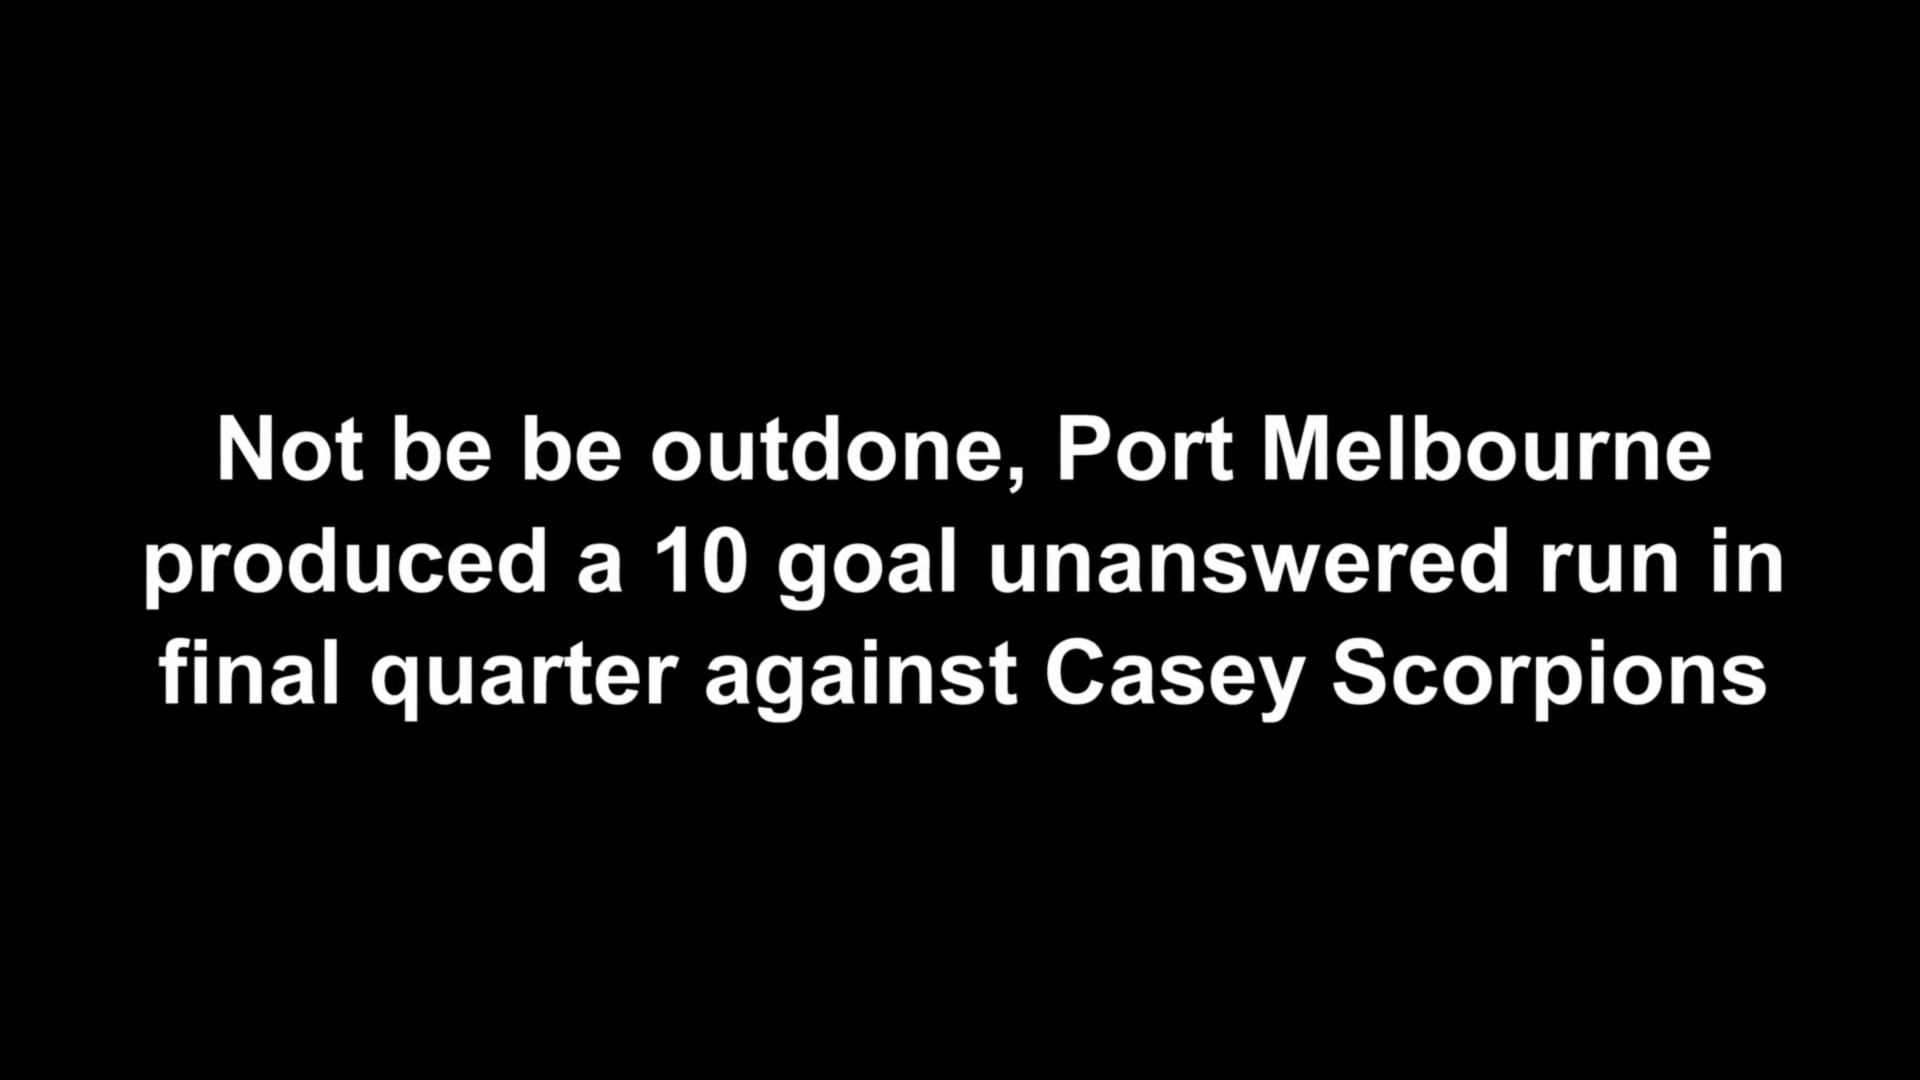 Not be be outdone, Port Melbourne
produced a 10 goal unanswered run in
final quarter against Casey Scorpions